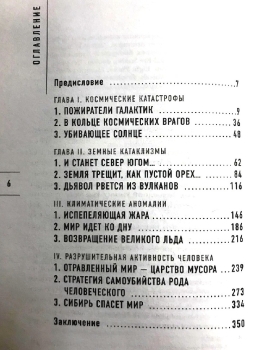 ОГЛАВЛЕНИЕ
Предисловие 7
ГЛАВА I. КОСМИЧЕСКИЕ КАТАСТРОФЫ
1. ПОЖИРАТЕЛИ ГАЛАКТИК 9
2. В КОЛЬЦЕ КОСМИЧЕСКИХ ВРАГОВ 36
3. УБИВАЮЩЕЕ СОЛНЦЕ 48
ГЛАВА II. ЗЕМНЫЕ КАТАКЛИЗМЫ
1. И СТАНЕТ СЕВЕР ЮГОМ... 62
2. ЗЕМЛЯ ТРЕЩИТ, КАК ПУСТОЙ ОРЕХ... 84
3. ДЬЯВОЛ РВЕТСЯ ИЗ ВУЛКАНОВ 116
III. КЛИМАТИЧЕСКИЕ АНОМАЛИИ
1. ИСПЕПЕЛЯЮЩАЯ ЖАРА 146
2. МИР ИДЕТ КО ДНУ 186
3. ВОЗВРАЩЕНИЕ ВЕЛИКОГО ЛЬДА 216
IV. РАЗРУШИТЕЛЬНАЯ АКТИВНОСТЬ ЧЕЛОВЕКА
1. ОТРАВЛЕННЫЙ МИР — ЦАРСТВО МУСОРА 239
2. СТРАТЕГИЯ САМОУБИЙСТВА РОДА
ЧЕЛОВЕЧЕСКОГО 273
3. СИБИРЬ СПАСЕТ МИР 334
Заключение 350
6